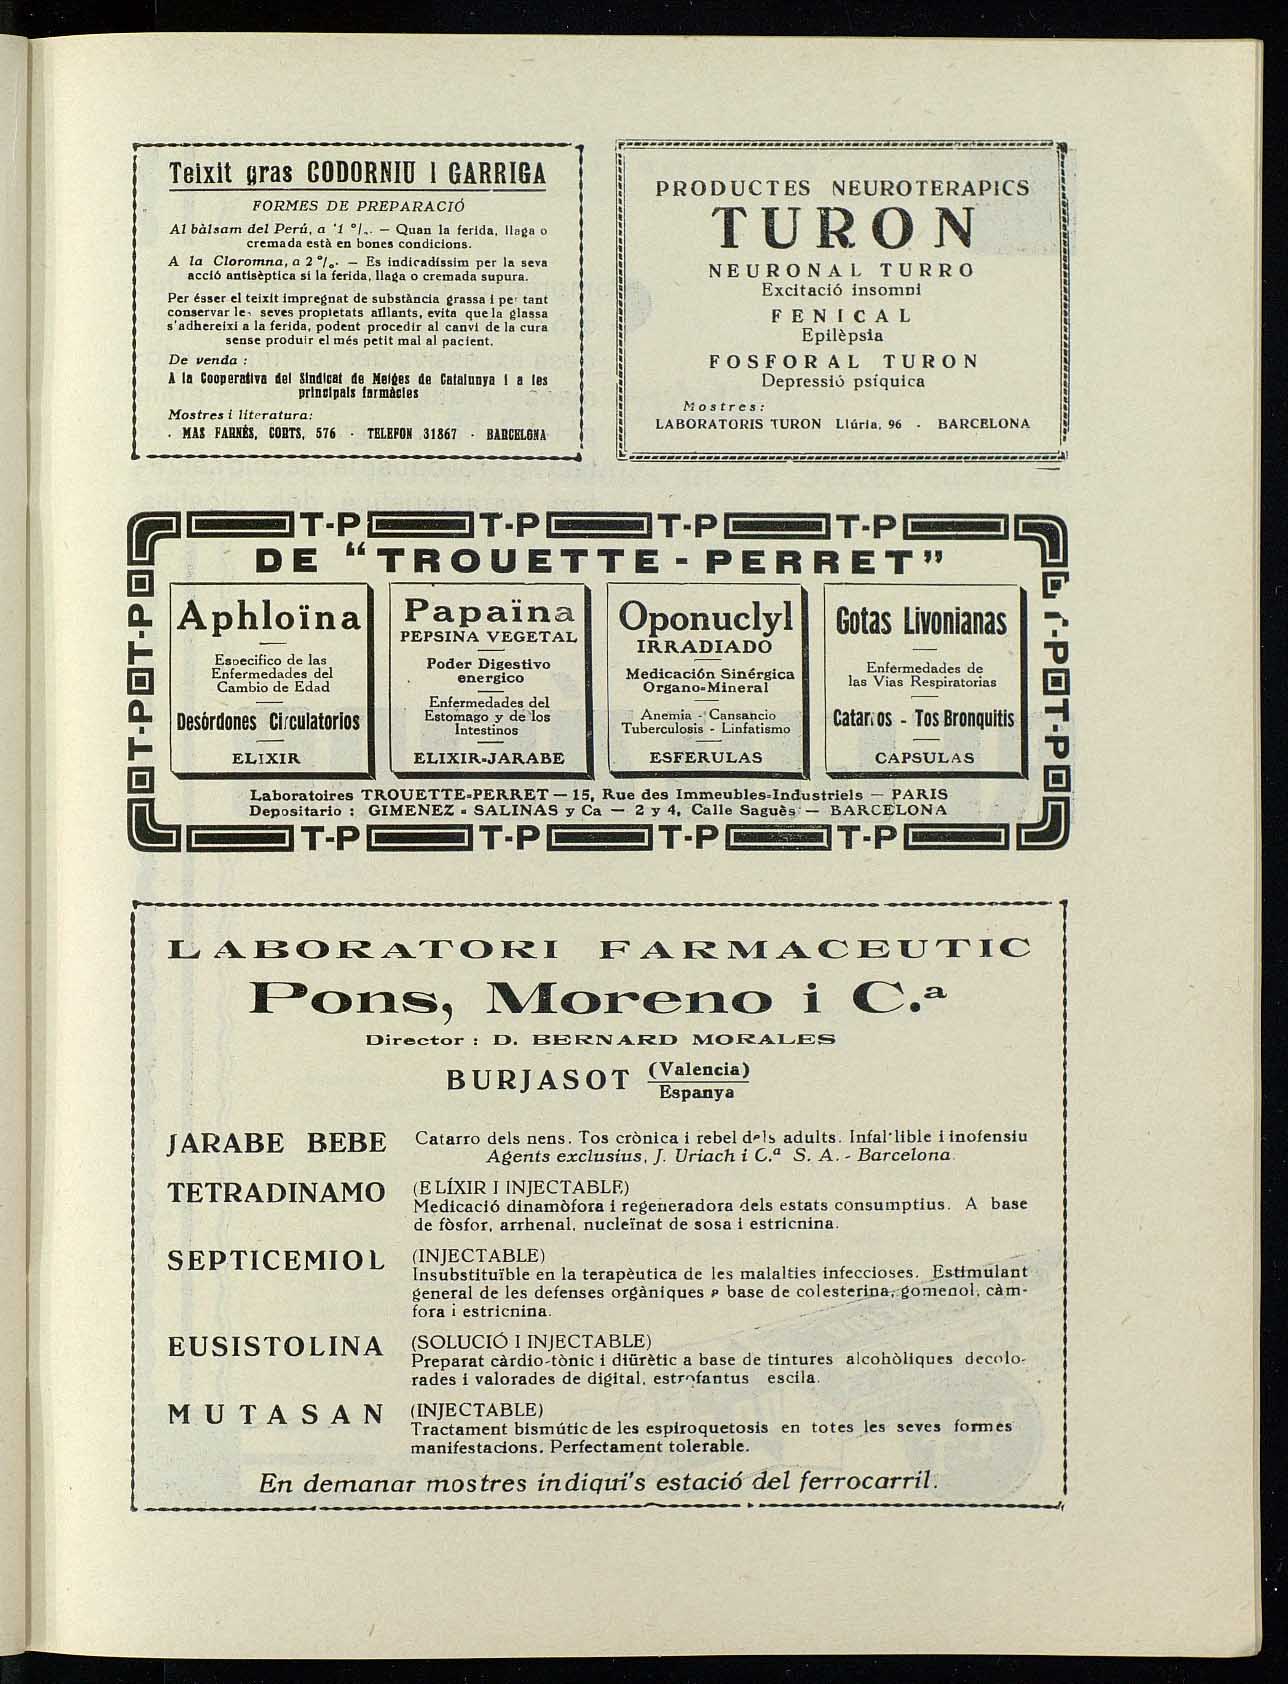 Teixit gras CODORNIU I GARRIGA
FORMES DE PREPARACIÓ
Al bàlsam del Perú, a 1 %. — Quan la ferida, llaga o
cremada està en bones condicions.
A la Cloromna, a 2 %. — Es indicadissim per la seva
acció antisèptica si la ferida, llaga o cremada supura.
Per ésser el teixit impregnat de substància grassa i per tant
conservar les seves propietats aïllants, evita que la glassa
s'adhereixi a la ferida, podent procedir al canvi de la cura
sense produir el més petit mal al pacient.
De venda :
A la Cooperativa del Sindicat de Metges de Catalunya i a les
principals farmàcies
Mostres i literatura:
MAS FARNÉS, CORTS, 576 - TELEFON 31867 - BARCELONA
PRODUCTES NEUROTERAPICS
TURON
NEURONAL TURRO
Excitació insomni
FENICAL
Epilèpsia
FOSFORAL TURON
Depressió psíquica
Mostres:
LABORATORIS TURON Llúria, 96 - BARCELONA
T-P T-P T-P T-P
DE "TROUETTE-PERRET"
Aphloïna
Especifico de las
Enfermedades del
Cambio de Edad
Desórdones Circulatorios
ELIXIR
Papaïna
PEPSINA VEGETAL
Poder Digestivo
energico
Enfermedades del
Estomago y de los
Intestinos
ELIXIR-JARABE
Oponuclyl
IRRADIADO
Medicación Sinérgica
Organo-Mineral
Anemia - Cansancio
Tuberculosis - Linfatismo
ESFERULAS
Gotas Livonianas
Enfermedades de
las Vias Respiratorias
Catarros - Tos Bronquitis
CAPSULAS
T-P
T-P
T-P
T-P
Laboratoires TROUETTE-PERRET — 15, Rue des Immeubles-Industriels — PARIS
Depositario : GIMENEZ - SALINAS y Ca — 2 y 4, Calle Saguès — BARCELONA
T-P T-P T-P T-P
LABORATORI FARMACEUTIC
Pons, Moreno i C.ª
Director : D. BERNARD MORALES
BURJASOT (Valencia)
Espanya
JARABE BEBE
Catarro dels nens. Tos crònica i rebel dels adults. Infal·lible i inofensiu
Agents exclusius, J. Uriach i C.ª S. A. - Barcelona.
TETRADINAMO
(ELÍXIR I INJECTABLE)
Medicació dinamòfora i regeneradora dels estats consumptius. A base
de fòsfor, arrhenal, nucleïnat de sosa i estricnina.
SEPTICEMIOL
(INJECTABLE)
Insubstituïble en la terapèutica de les malalties infeccioses. Estimulant
general de les defenses orgàniques a base de colesterina, gomenol, càm-
fora i estricnina.
EUSISTOLINA
(SOLUCIÓ I INJECTABLE)
Preparat càrdio-tònic i diürètic a base de tintures alcohòliques decolo-
rades i valorades de digital, estrofantus escila.
MUTASAN
(INJECTABLE)
Tractament bismútic de les espiroquetosis en totes les seves formes
manifestacions. Perfectament tolerable.
En demanar mostres indiqui's estació del ferrocarril.